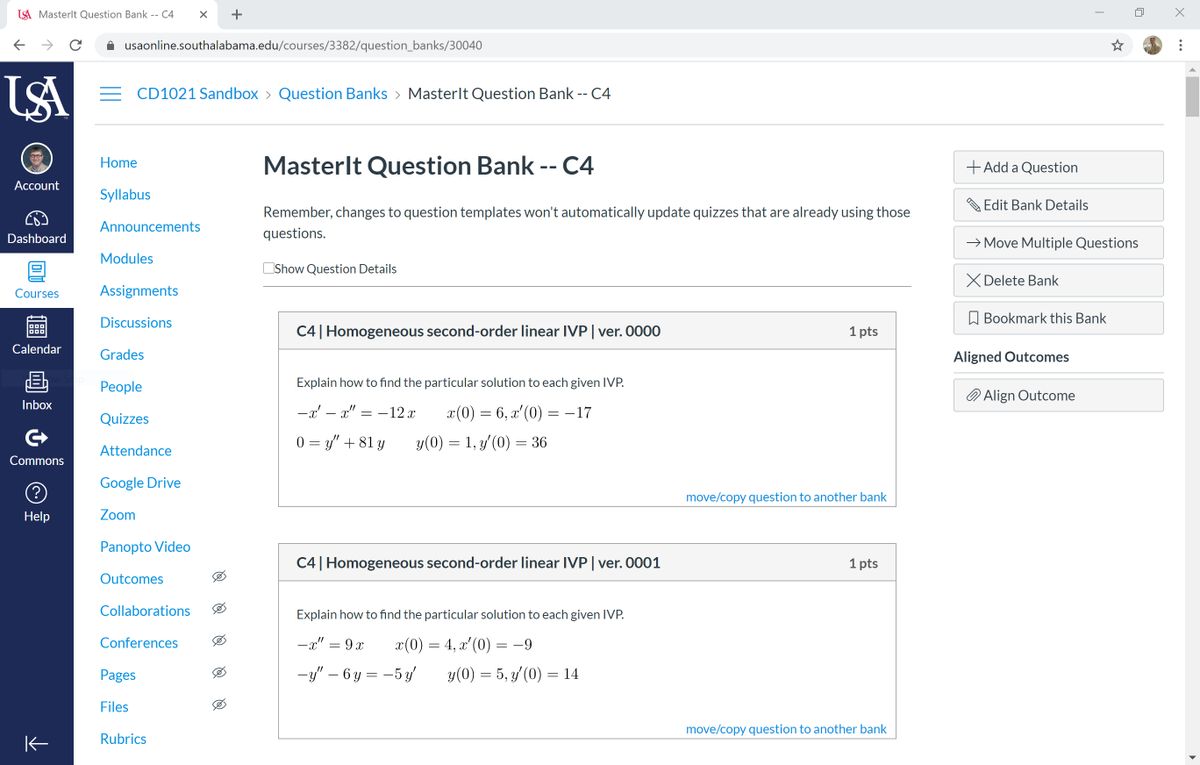 MasterIt Question Bank -- C4
usaonline.southalabama.edu/courses/3382/question_banks/30040
USA
Account
Dashboard
Courses
Calendar
Inbox
Commons
Help
CD1021 Sandbox > Question Banks > MasterIt Question Bank -- C4
Home
Syllabus
Announcements
Modules
Assignments
Discussions
Grades
People
Quizzes
Attendance
Google Drive
Zoom
Panopto Video
Outcomes
Collaborations
Conferences
Pages
Files
Rubrics
MasterIt Question Bank -- C4
Remember, changes to question templates won't automatically update quizzes that are already using those
questions.
Show Question Details
C4 | Homogeneous second-order linear IVP | ver. 0000 1 pts
Explain how to find the particular solution to each given IVP.
−x′ − x″ = −12 x x(0) = 6, x′(0) = −17
0 = y″ + 81 y y(0) = 1, y′(0) = 36
move/copy question to another bank
C4 | Homogeneous second-order linear IVP | ver. 0001 1 pts
Explain how to find the particular solution to each given IVP.
−x″ = 9 x x(0) = 4, x′(0) = −9
−y″ − 6 y = −5 y′ y(0) = 5, y′(0) = 14
move/copy question to another bank
Add a Question
Edit Bank Details
Move Multiple Questions
Delete Bank
Bookmark this Bank
Aligned Outcomes
Align Outcome